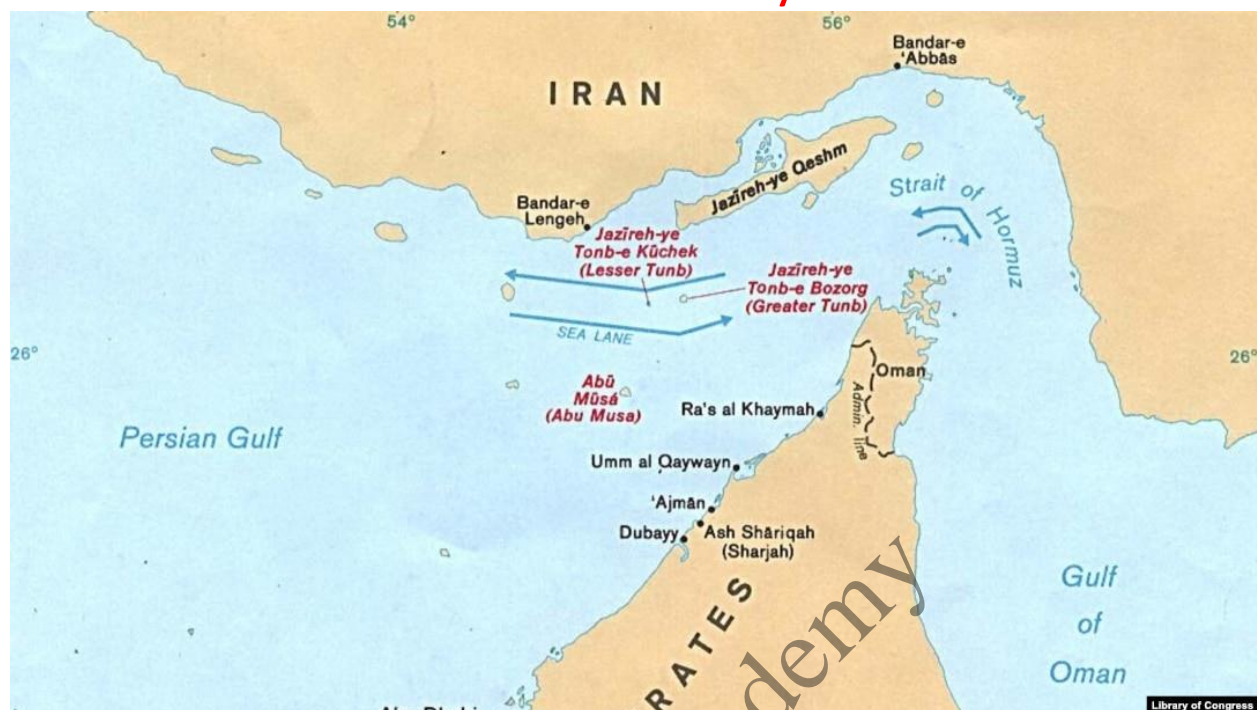 54°
56°
Bandar-e
'Abbās
IRAN
Jazīreh-ye Qeshm
Strait of Hormuz
Bandar-e
Lengeh
Jazīreh-ye
Tonb-e Kūchek
(Lesser Tunb)
Jazīreh-ye
Tonb-e Bozorg
(Greater Tunb)
SEA LANE
26°
26°
Oman
Admin. line
Abū
Mūsá
(Abu Musa)
Ra's al Khaymah
Persian Gulf
Umm al Qaywayn
'Ajmān
Dubayy
Ash Shāriqah
(Sharjah)
RATES
demy
Gulf
of
Oman
Library of Congress